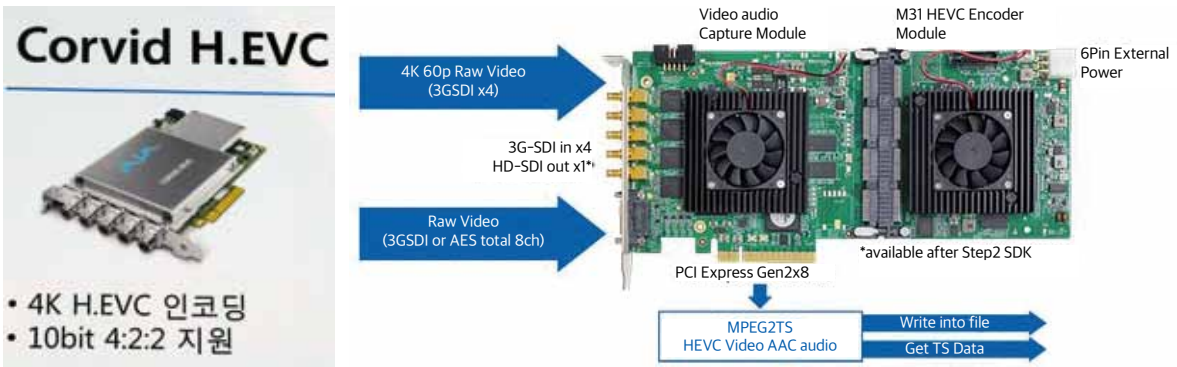 Corvid H.EVC
AJA
• 4K H.EVC 인코딩
• 10bit 4:2:2 지원
Video audio
Capture Module
M31 HEVC Encoder
Module
6Pin External
Power
4K 60p Raw Video
(3GSDI x4)
3G-SDI in x4
HD-SDI out x1*
Raw Video
(3GSDI or AES total 8ch)
*available after Step2 SDK
PCI Express Gen2x8
MPEG2TS
HEVC Video AAC audio
Write into file
Get TS Data